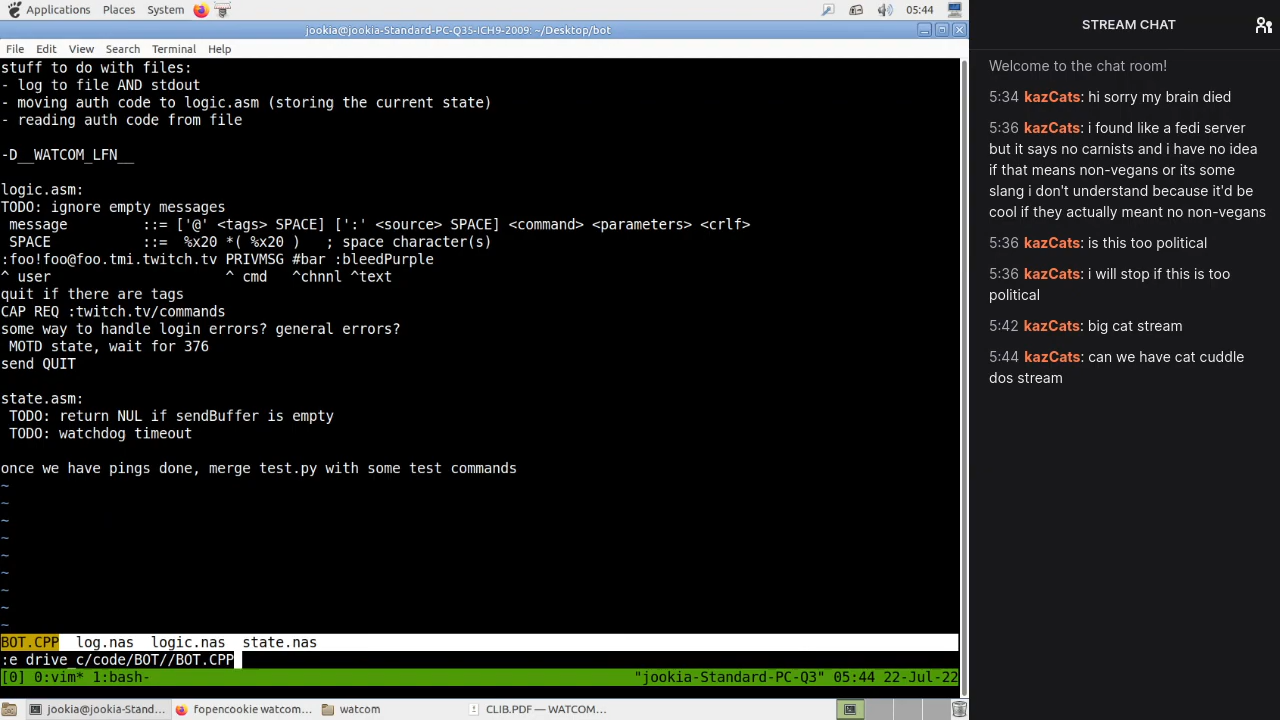 Applications Places System 05:44
jookia@jookia-Standard-PC-Q35-ICH9-2009: ~/Desktop/bot
File Edit View Search Terminal Help
stuff to do with files:
- log to file AND stdout
- moving auth code to logic.asm (storing the current state)
- reading auth code from file
-D__WATCOM_LFN__
logic.asm:
TODO: ignore empty messages
message ::= ['@' <tags> SPACE] [':' <source> SPACE] <command> <parameters> <crlf>
SPACE ::= %x20 *( %x20 ) ; space character(s)
:foo!foo@foo.tmi.twitch.tv PRIVMSG #bar :bleedPurple
^ user ^ cmd ^chnnl ^text
quit if there are tags
CAP REQ :twitch.tv/commands
some way to handle login errors? general errors?
MOTD state, wait for 376
send QUIT
state.asm:
TODO: return NUL if sendBuffer is empty
TODO: watchdog timeout
once we have pings done, merge test.py with some test commands
~
~
~
~
~
~
~
~
~
BOT.CPP log.nas logic.nas state.nas
:e drive_c/code/BOT//BOT.CPP
[0] 0:vim* 1:bash- "jookia-Standard-PC-Q3" 05:44 22-Jul-22
jookia@jookia-Stand... fopencookie watcom... watcom CLIB.PDF — WATCOM...
STREAM CHAT
Welcome to the chat room!
5:34 kazCats: hi sorry my brain died
5:36 kazCats: i found like a fedi server
but it says no carnists and i have no idea
if that means non-vegans or its some
slang i don't understand because it'd be
cool if they actually meant no non-vegans
5:36 kazCats: is this too political
5:36 kazCats: i will stop if this is too
political
5:42 kazCats: big cat stream
5:44 kazCats: can we have cat cuddle
dos stream